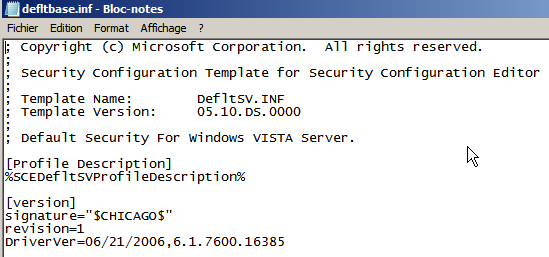 defltbase.inf - Bloc-notes
Fichier Edition Format Affichage ?
; Copyright (c) Microsoft Corporation.  All rights reserved.
;
; Security Configuration Template for Security Configuration Editor
;
; Template Name:        DefltSV.INF
; Template Version:     05.10.DS.0000
;
; Default Security For Windows VISTA Server.
[Profile Description]
%SCEDefltSVProfileDescription%
[version]
signature="$CHICAGO$"
revision=1
DriverVer=06/21/2006,6.1.7600.16385